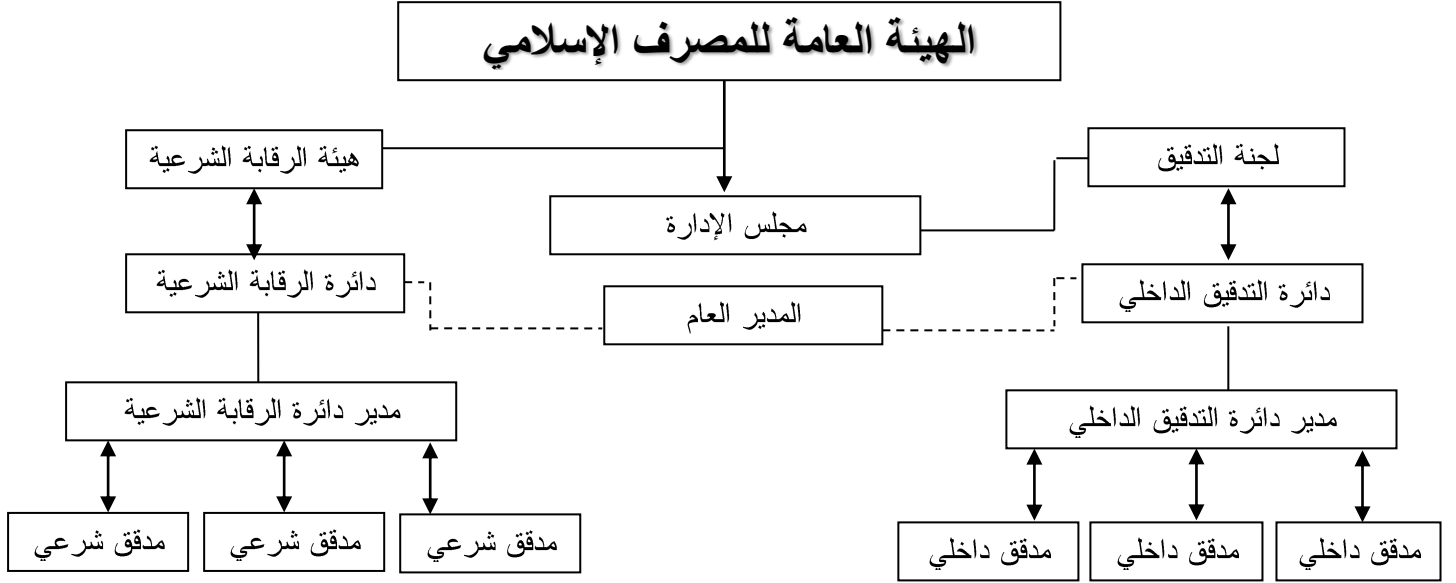 الهيئة العامة للمصرف الإسلامي
لجنة التدقيق
هيئة الرقابة الشرعية
مجلس الإدارة
دائرة التدقيق الداخلي
دائرة الرقابة الشرعية
المدير العام
مدير دائرة التدقيق الداخلي
مدير دائرة الرقابة الشرعية
مدقق داخلي
مدقق داخلي
مدقق داخلي
مدقق شرعي
مدقق شرعي
مدقق شرعي